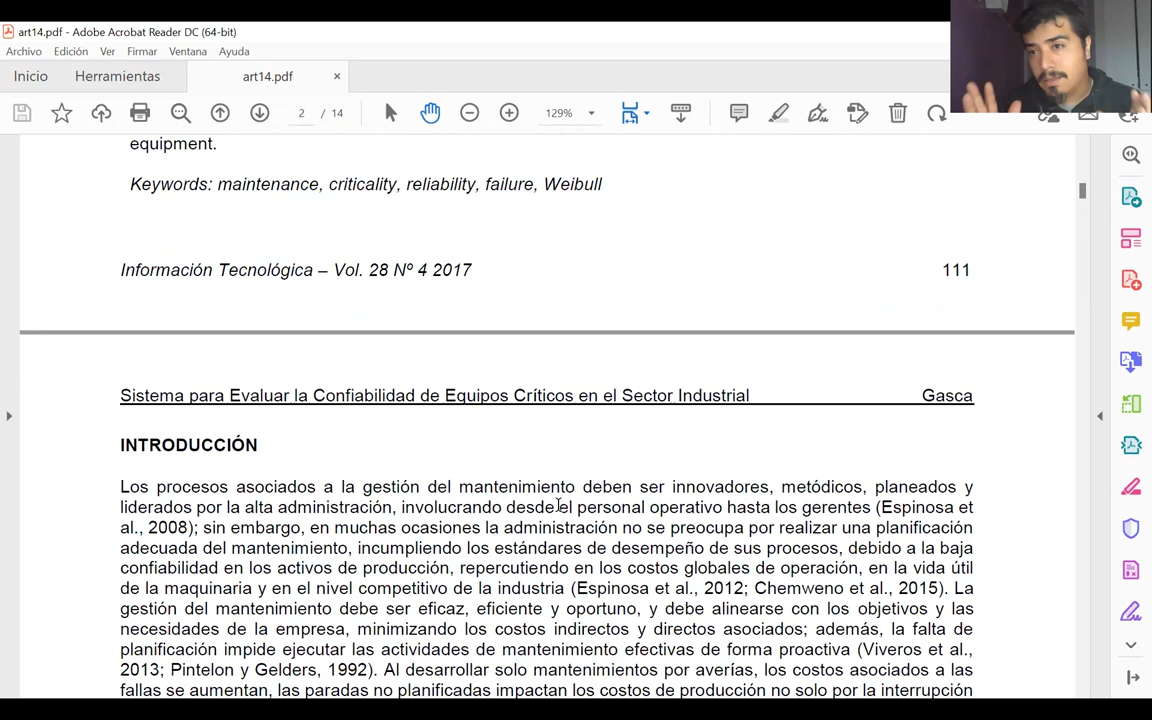 art14.pdf - Adobe Acrobat Reader DC (64-bit)
Archivo Edición Ver Firmar Ventana Ayuda
Inicio Herramientas art14.pdf ×
2 / 14 129%
equipment.
Keywords: maintenance, criticality, reliability, failure, Weibull
Información Tecnológica – Vol. 28 Nº 4 2017 111
Sistema para Evaluar la Confiabilidad de Equipos Críticos en el Sector Industrial Gasca
INTRODUCCIÓN
Los procesos asociados a la gestión del mantenimiento deben ser innovadores, metódicos, planeados y
liderados por la alta administración, involucrando desde el personal operativo hasta los gerentes (Espinosa et
al., 2008); sin embargo, en muchas ocasiones la administración no se preocupa por realizar una planificación
adecuada del mantenimiento, incumpliendo los estándares de desempeño de sus procesos, debido a la baja
confiabilidad en los activos de producción, repercutiendo en los costos globales de operación, en la vida útil
de la maquinaria y en el nivel competitivo de la industria (Espinosa et al., 2012; Chemweno et al., 2015). La
gestión del mantenimiento debe ser eficaz, eficiente y oportuno, y debe alinearse con los objetivos y las
necesidades de la empresa, minimizando los costos indirectos y directos asociados; además, la falta de
planificación impide ejecutar las actividades de mantenimiento efectivas de forma proactiva (Viveros et al.,
2013; Pintelon y Gelders, 1992). Al desarrollar solo mantenimientos por averías, los costos asociados a las
fallas se aumentan, las paradas no planificadas impactan los costos de producción no solo por la interrupción